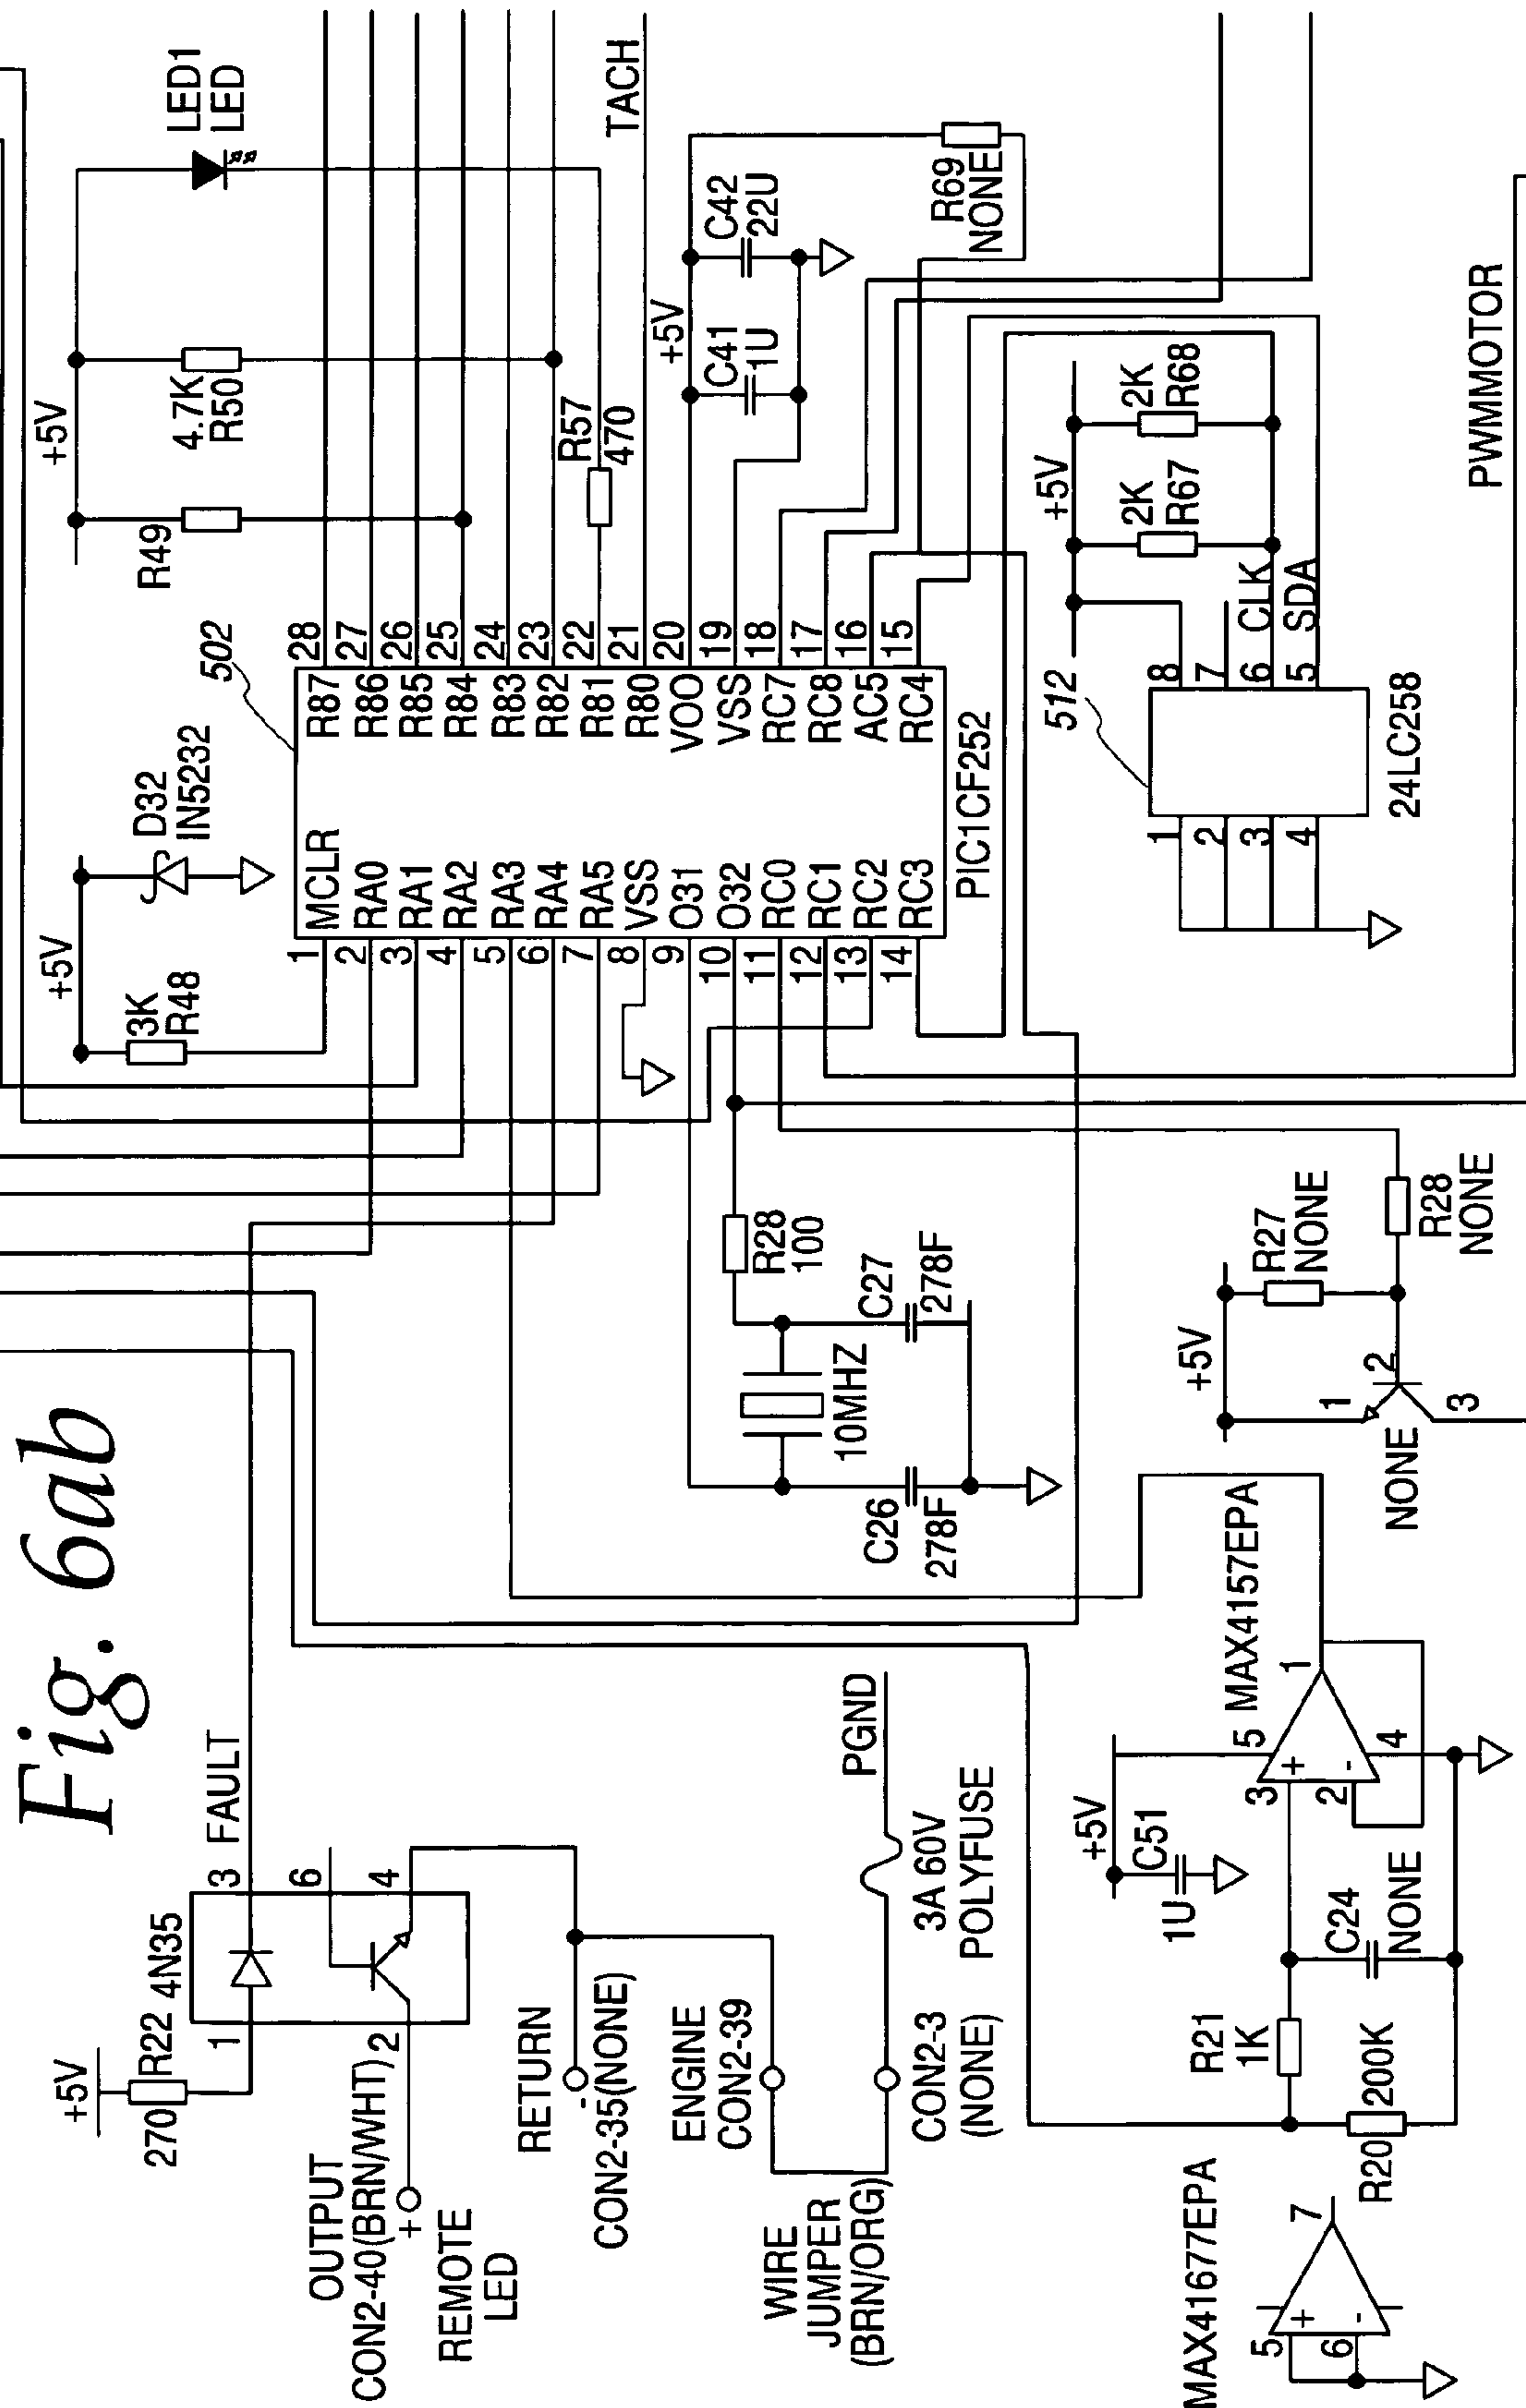 Fig. 6ab
+5V
270
R22
4N35
1
2
3
6
4
FAULT
OUTPUT
CON2-40(BRN/WHT)
+
REMOTE
LED
RETURN
-
CON2-35(NONE)
ENGINE
CON2-39
WIRE
JUMPER
(BRN/ORG)
CON2-3
(NONE)
3A 60V
POLYFUSE
PGND
+5V
3K
R48
D32
IN5232
502
+5V
R49
4.7K
R50
LED1
LED
1
2
3
4
5
6
7
8
9
10
11
12
13
14
MCLR
RA0
RA1
RA2
RA3
RA4
RA5
VSS
O31
O32
RC0
RC1
RC2
RC3
R87
R86
R85
R84
R83
R82
R81
R80
VOO
VSS
RC7
RC8
AC5
RC4
28
27
26
25
24
23
22
21
20
19
18
17
16
15
PIC1CF252
R57
470
TACH
+5V
C41
1U
C42
22U
R69
NONE
R28
100
10MHZ
C26
278F
C27
278F
512
+5V
2K
R67
2K
R68
1
2
3
4
8
7
6
5
CLK
SDA
24LC258
PWMMOTOR
+5V
R27
NONE
R28
NONE
1
2
3
NONE
MAX4157EPA
+5V
C51
1U
5
3
+
2
-
1
4
C24
NONE
R21
1K
R20
200K
MAX41677EPA
5
+
6
-
7